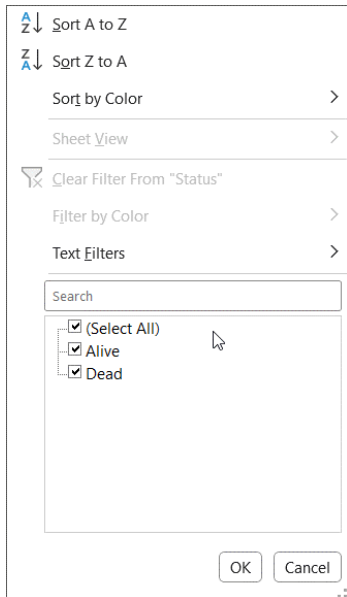 Sort A to Z
Sort Z to A
Sort by Color
Sheet View
Clear Filter From "Status"
Filter by Color
Text Filters
Search
(Select All)
Alive
Dead
OK Cancel